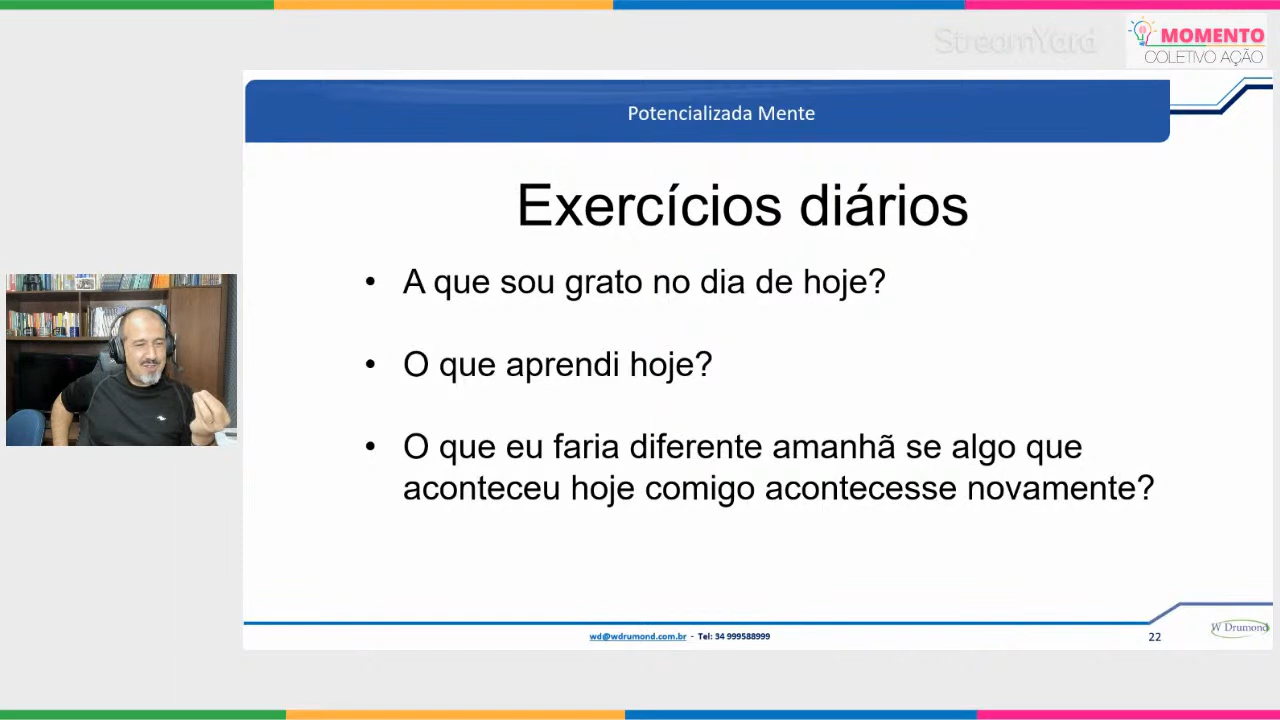 StreamYard
MOMENTO
COLETIVO AÇÃO
Potencializada Mente
Exercícios diários
• A que sou grato no dia de hoje?
• O que aprendi hoje?
• O que eu faria diferente amanhã se algo que
aconteceu hoje comigo acontecesse novamente?
wd@wdrumond.com.br - Tel: 34 999588999
22
W Drumond